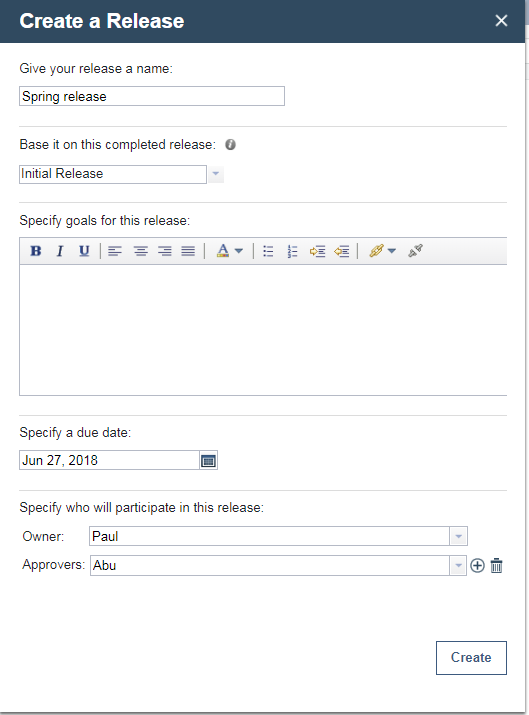 Create a Release
Give your release a name:
Spring release
Base it on this completed release:
Initial Release
Specify goals for this release:
B I U A
Specify a due date:
Jun 27, 2018
Specify who will participate in this release:
Owner: Paul
Approvers: Abu
Create